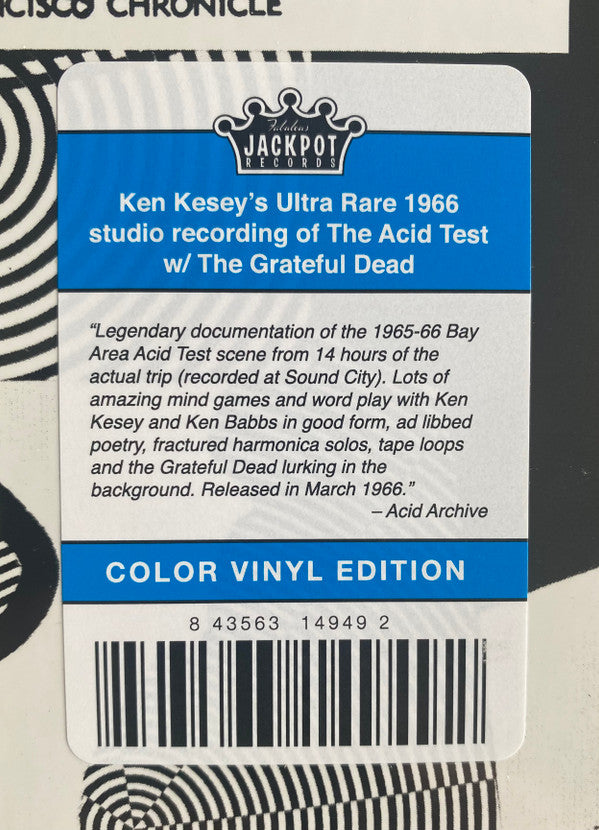 CISCO CHRONICLE
Fabulous
JACKPOT
RECORDS
Ken Kesey's Ultra Rare 1966
studio recording of The Acid Test
w/ The Grateful Dead
“Legendary documentation of the 1965-66 Bay
Area Acid Test scene from 14 hours of the
actual trip (recorded at Sound City). Lots of
amazing mind games and word play with Ken
Kesey and Ken Babbs in good form, ad libbed
poetry, fractured harmonica solos, tape loops
and the Grateful Dead lurking in the
background. Released in March 1966.”
– Acid Archive
COLOR VINYL EDITION
8 43563 14949 2